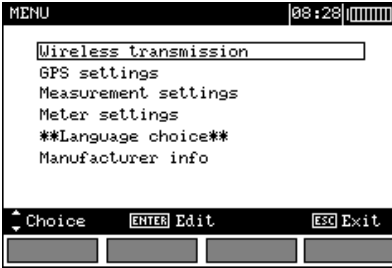 MENU 08:28
Wireless transmission
GPS settings
Measurement settings
Meter settings
**Language choice**
Manufacturer info
Choice ENTER Edit ESC Exit